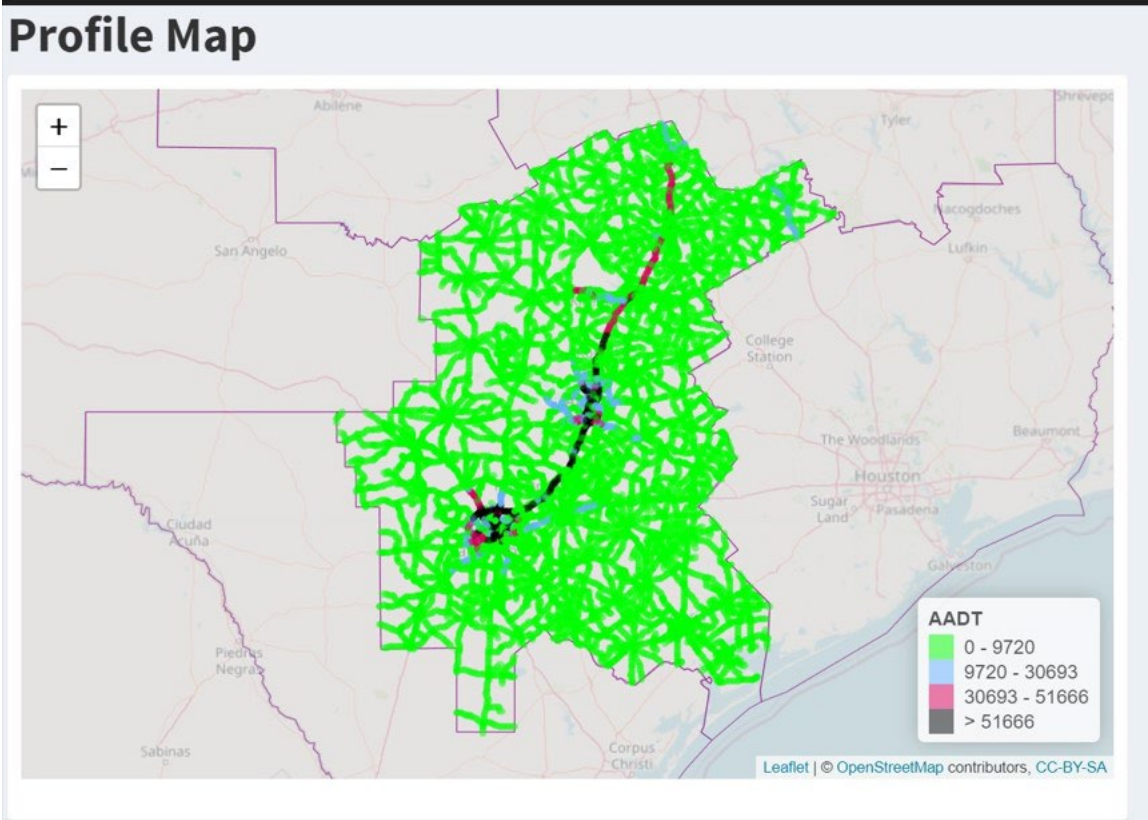 Profile Map
+
−
Abilene
Shrevepo
Tyler
Nacogdoches
San Angelo
Lufkin
College
Station
The Woodlands
Beaumont
Houston
Sugar
Land
Pasadena
Ciudad
Acuña
Galveston
Piedras
Negras
Sabinas
Corpus
Christi
AADT
0 - 9720
9720 - 30693
30693 - 51666
> 51666
Leaflet | © OpenStreetMap contributors, CC-BY-SA